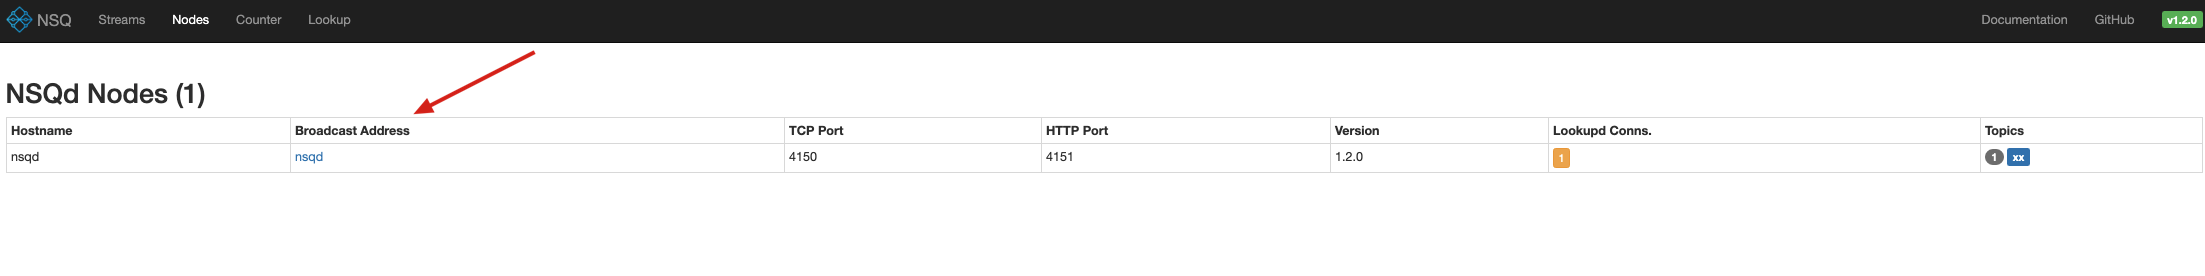 NSQ Streams Nodes Counter Lookup Documentation GitHub v1.2.0
NSQd Nodes (1)
Hostname Broadcast Address TCP Port HTTP Port Version Lookupd Conns. Topics
nsqd nsqd 4150 4151 1.2.0 1 1 xx